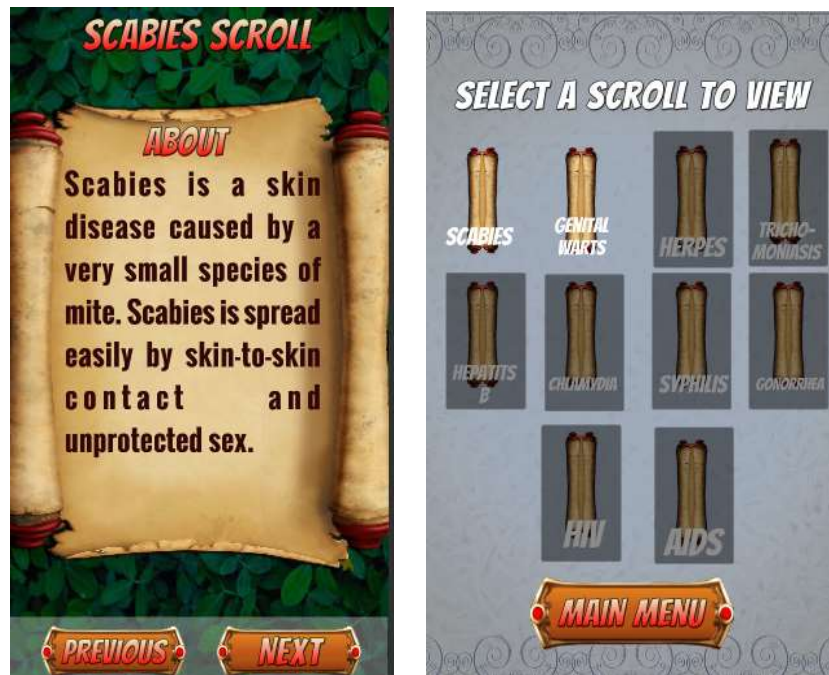 SCABIES SCROLL
ABOUT
Scabies is a skin
disease caused by a
very small species of
mite. Scabies is spread
easily by skin-to-skin
contact and
unprotected sex.
PREVIOUS
NEXT
SELECT A SCROLL TO VIEW
SCABIES
GENITAL
WARTS
HERPES
TRICHO-
MONIASIS
HEPATITS
B
CHLAMYDIA
SYPHILIS
GONORRHEA
HIV
AIDS
MAIN MENU